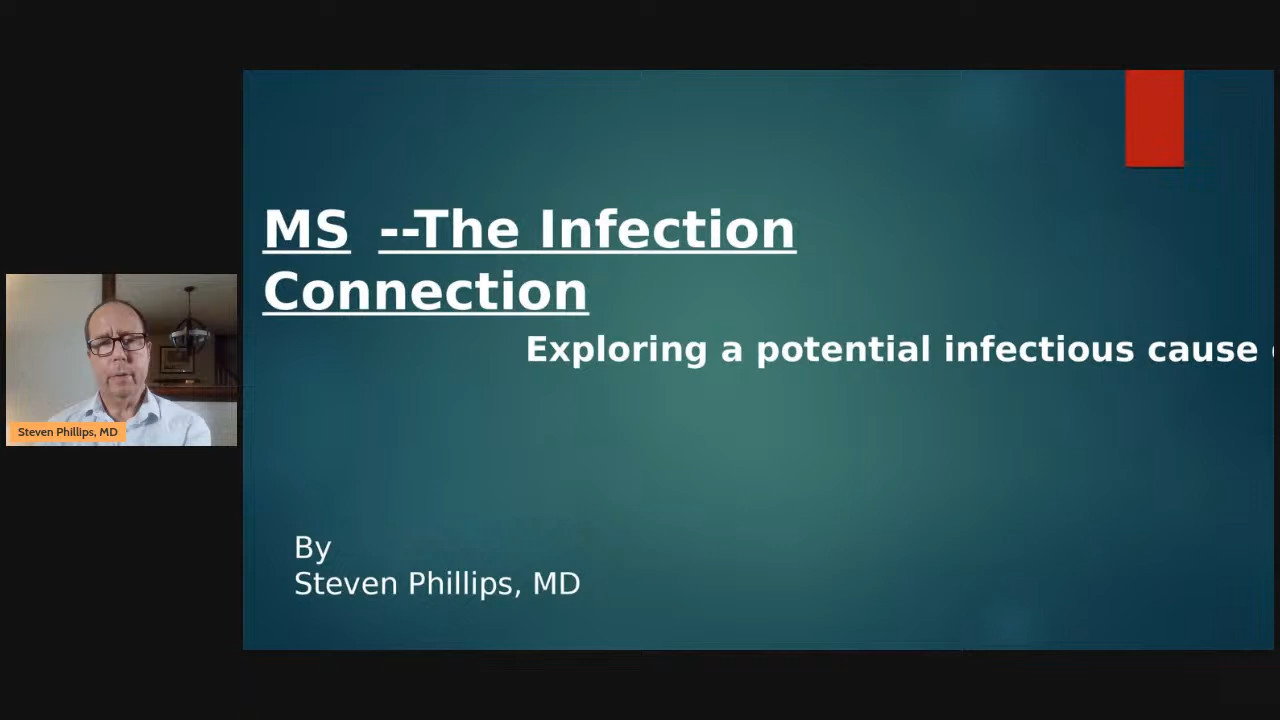 MS --The Infection
Connection
Exploring a potential infectious cause
By
Steven Phillips, MD
Steven Phillips, MD